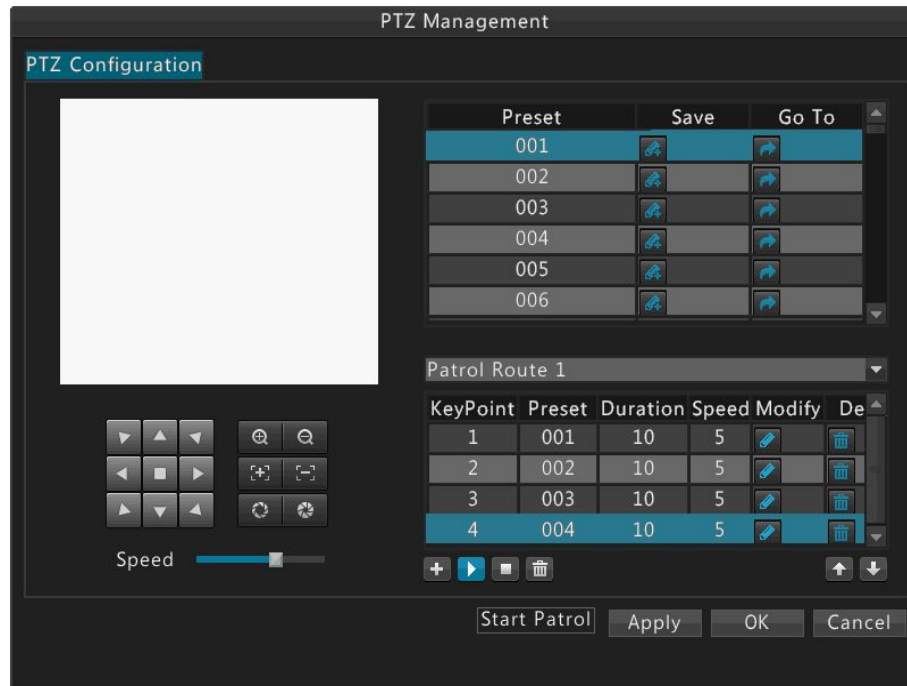 PTZ Management
PTZ Configuration
Preset Save Go To
001
002
003
004
005
006
Patrol Route 1
KeyPoint Preset Duration Speed Modify De
1 001 10 5
2 002 10 5
3 003 10 5
4 004 10 5
Speed
Start Patrol Apply OK Cancel